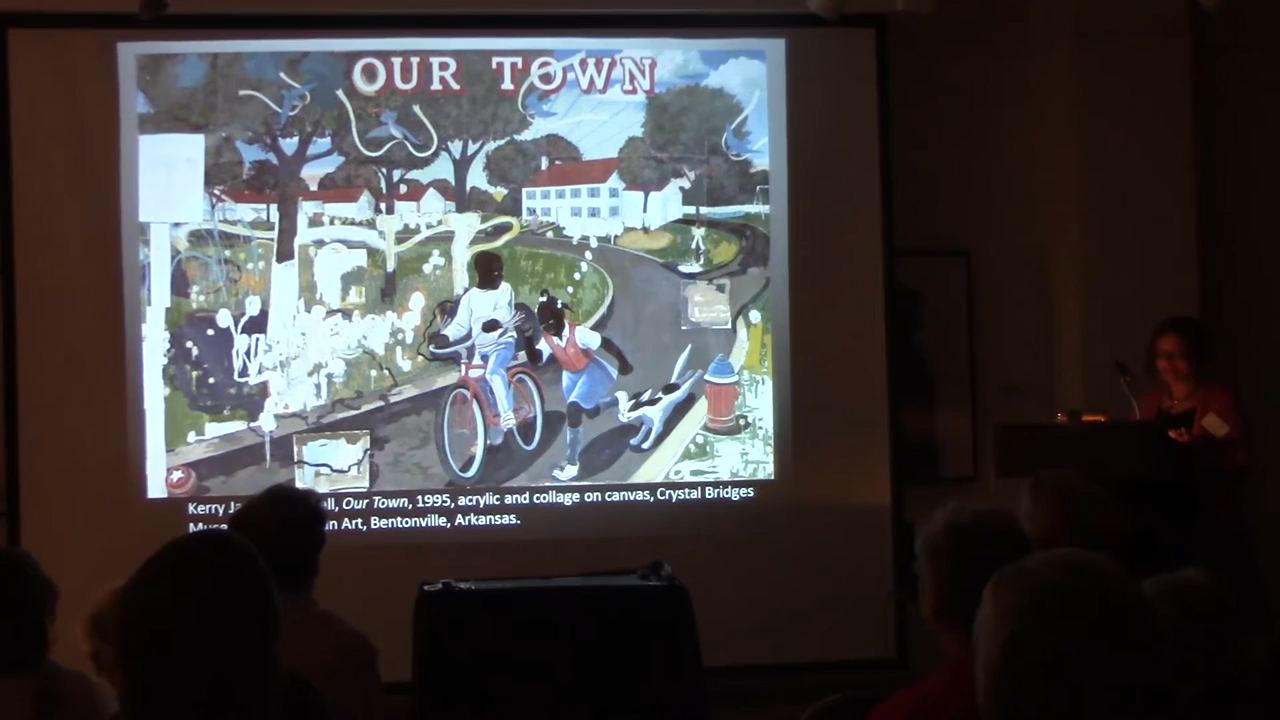 OUR TOWN
Kerry Ja ll, Our Town, 1995, acrylic and collage on canvas, Crystal Bridges
Mus n Art, Bentonville, Arkansas.